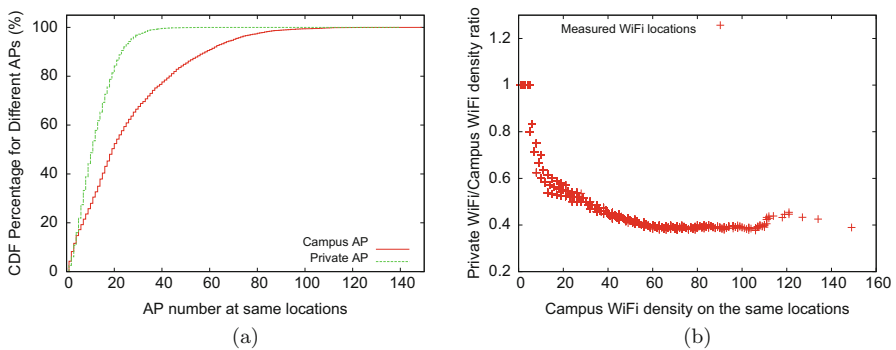 CDF Percentage for Different APs (%)
100
80
60
40
20
0
Campus AP
Private AP
0 20 40 60 80 100 120 140
AP number at same locations
(a)
Private WiFi/Campus WiFi density ratio
Measured WiFi locations
1.2
1
0.8
0.6
0.4
0.2
0 20 40 60 80 100 120 140 160
Campus WiFi density on the same locations
(b)